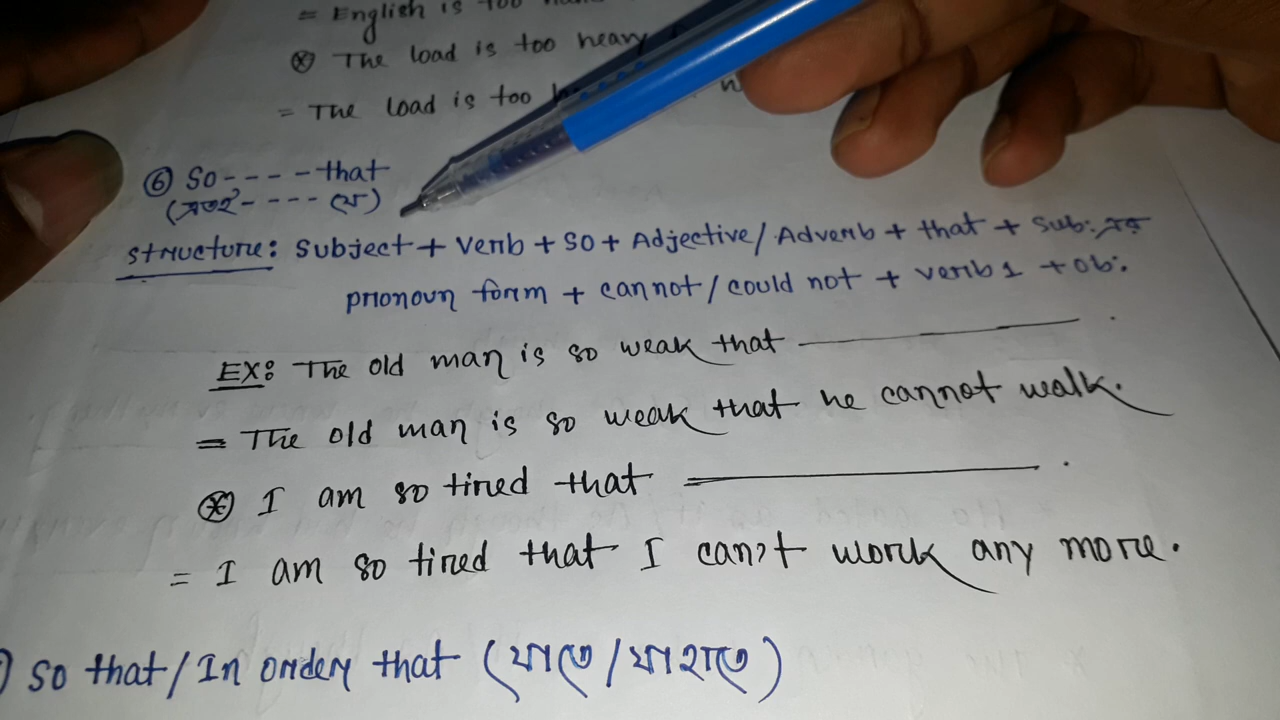 = English is too
⊛ The load is too heavy
= The load is too
⑥ So - - - - that
(এতই - - - - যে)
Structure: Subject + Verb + so + Adjective/Adverb + that + Sub: এর
pronoun form + cannot/could not + verb 1 + ob:
EX: The old man is so weak that ———.
= The old man is so weak that he cannot walk.
⊛ I am so tired that ———.
= I am so tired that I can't work any more.
) So that/In order that (যাতে/যাহাতে)